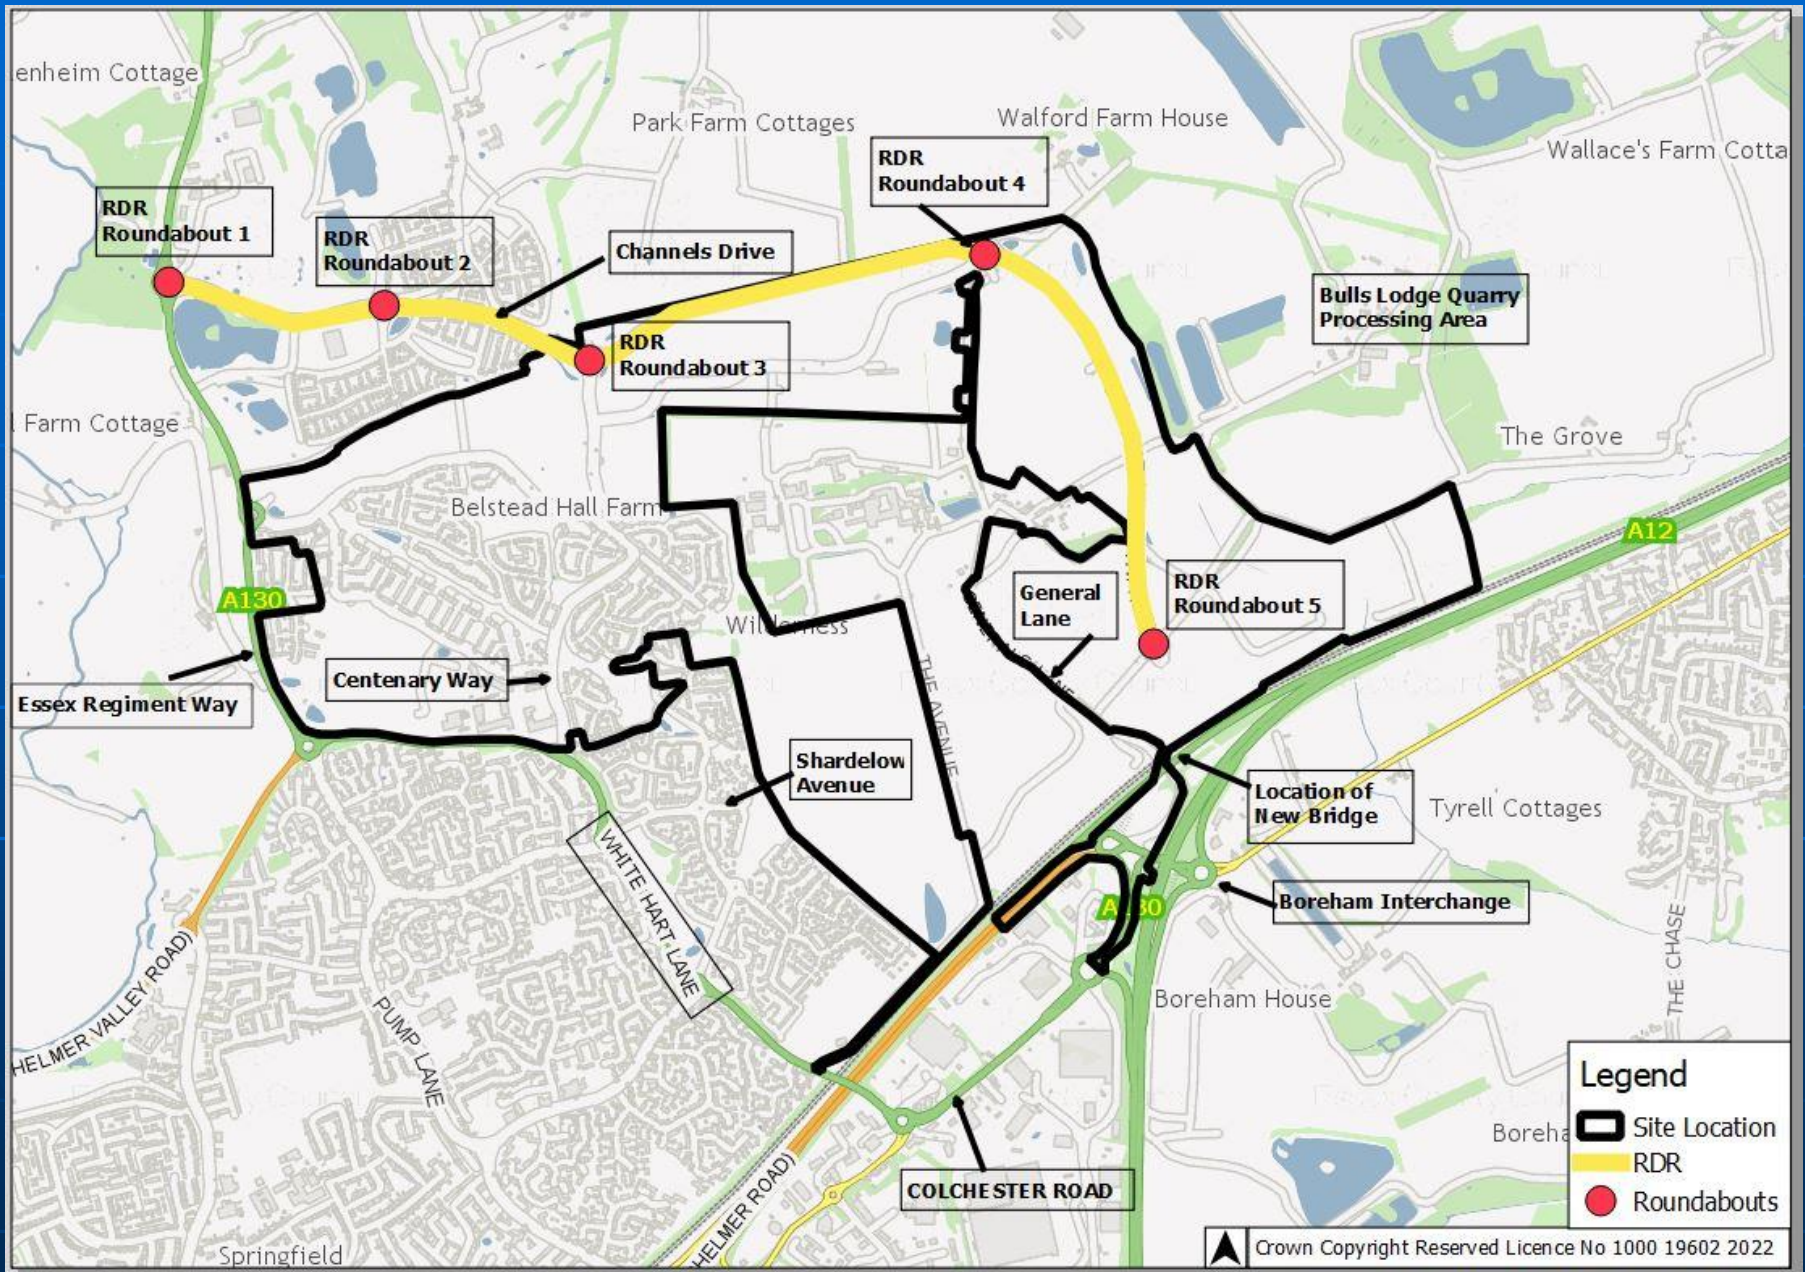 enheim Cottage
Park Farm Cottages
Walford Farm House
Wallace's Farm Cotta
RDR
Roundabout 4
RDR
Roundabout 1
RDR
Roundabout 2
Channels Drive
Bulls Lodge Quarry
Processing Area
RDR
Roundabout 3
l Farm Cottage
The Grove
Belstead Hall Farm
A12
A130
General
Lane
RDR
Roundabout 5
Wilderness
Centenary Way
Essex Regiment Way
THE AVENUE
Shardelow
Avenue
Location of
New Bridge
Tyrell Cottages
WHITE HART LANE
Boreham Interchange
THE CHASE
HELMER VALLEY ROAD)
PUMP LANE
Boreham House
Legend
Site Location
RDR
Roundabouts
Boreha
COLCHESTER ROAD
HELMER ROAD)
Springfield
Crown Copyright Reserved Licence No 1000 19602 2022